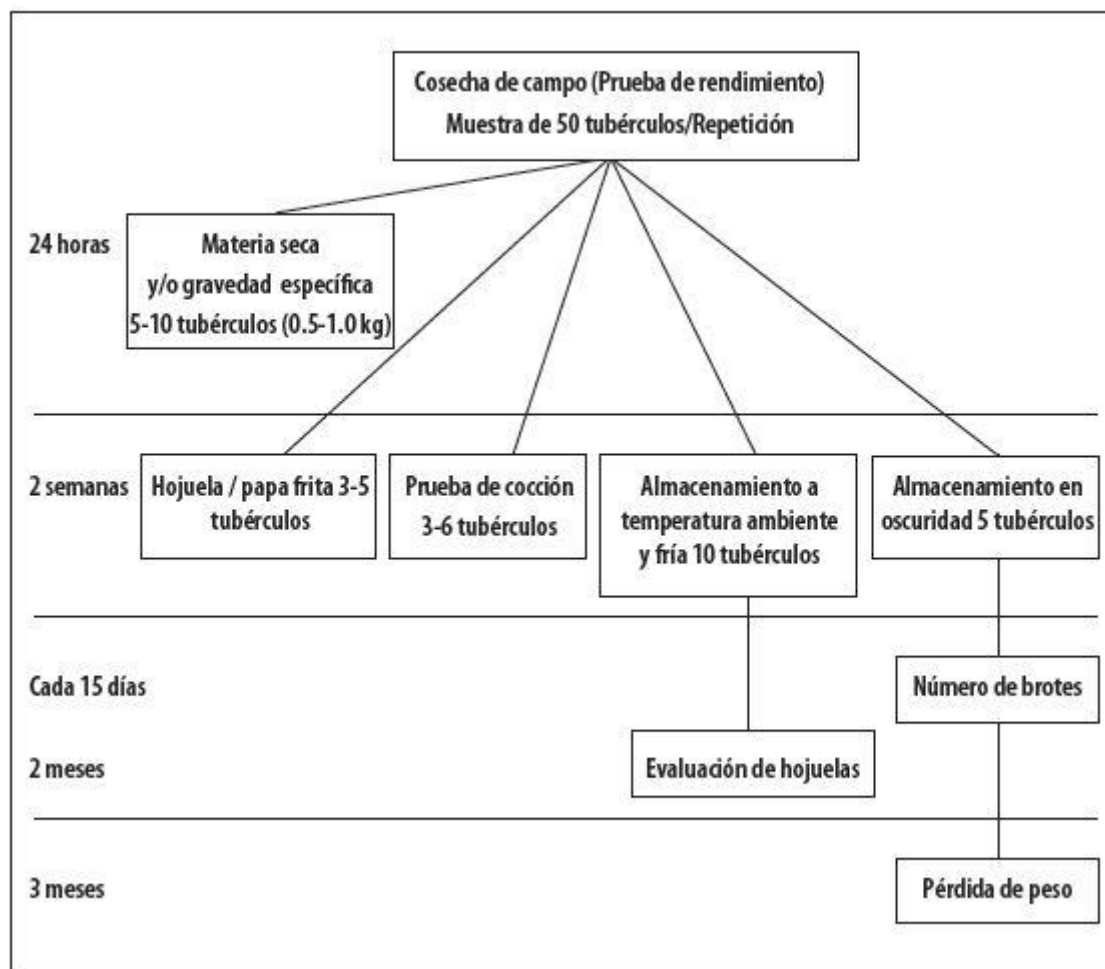 Cosecha de campo (Prueba de rendimiento)
Muestra de 50 tubérculos/Repetición
24 horas
Materia seca
y/o gravedad específica
5-10 tubérculos (0.5-1.0 kg)
2 semanas
Hojuela / papa frita 3-5
tubérculos
Prueba de cocción
3-6 tubérculos
Almacenamiento a
temperatura ambiente
y fría 10 tubérculos
Almacenamiento en
oscuridad 5 tubérculos
Cada 15 días
Número de brotes
2 meses
Evaluación de hojuelas
3 meses
Pérdida de peso